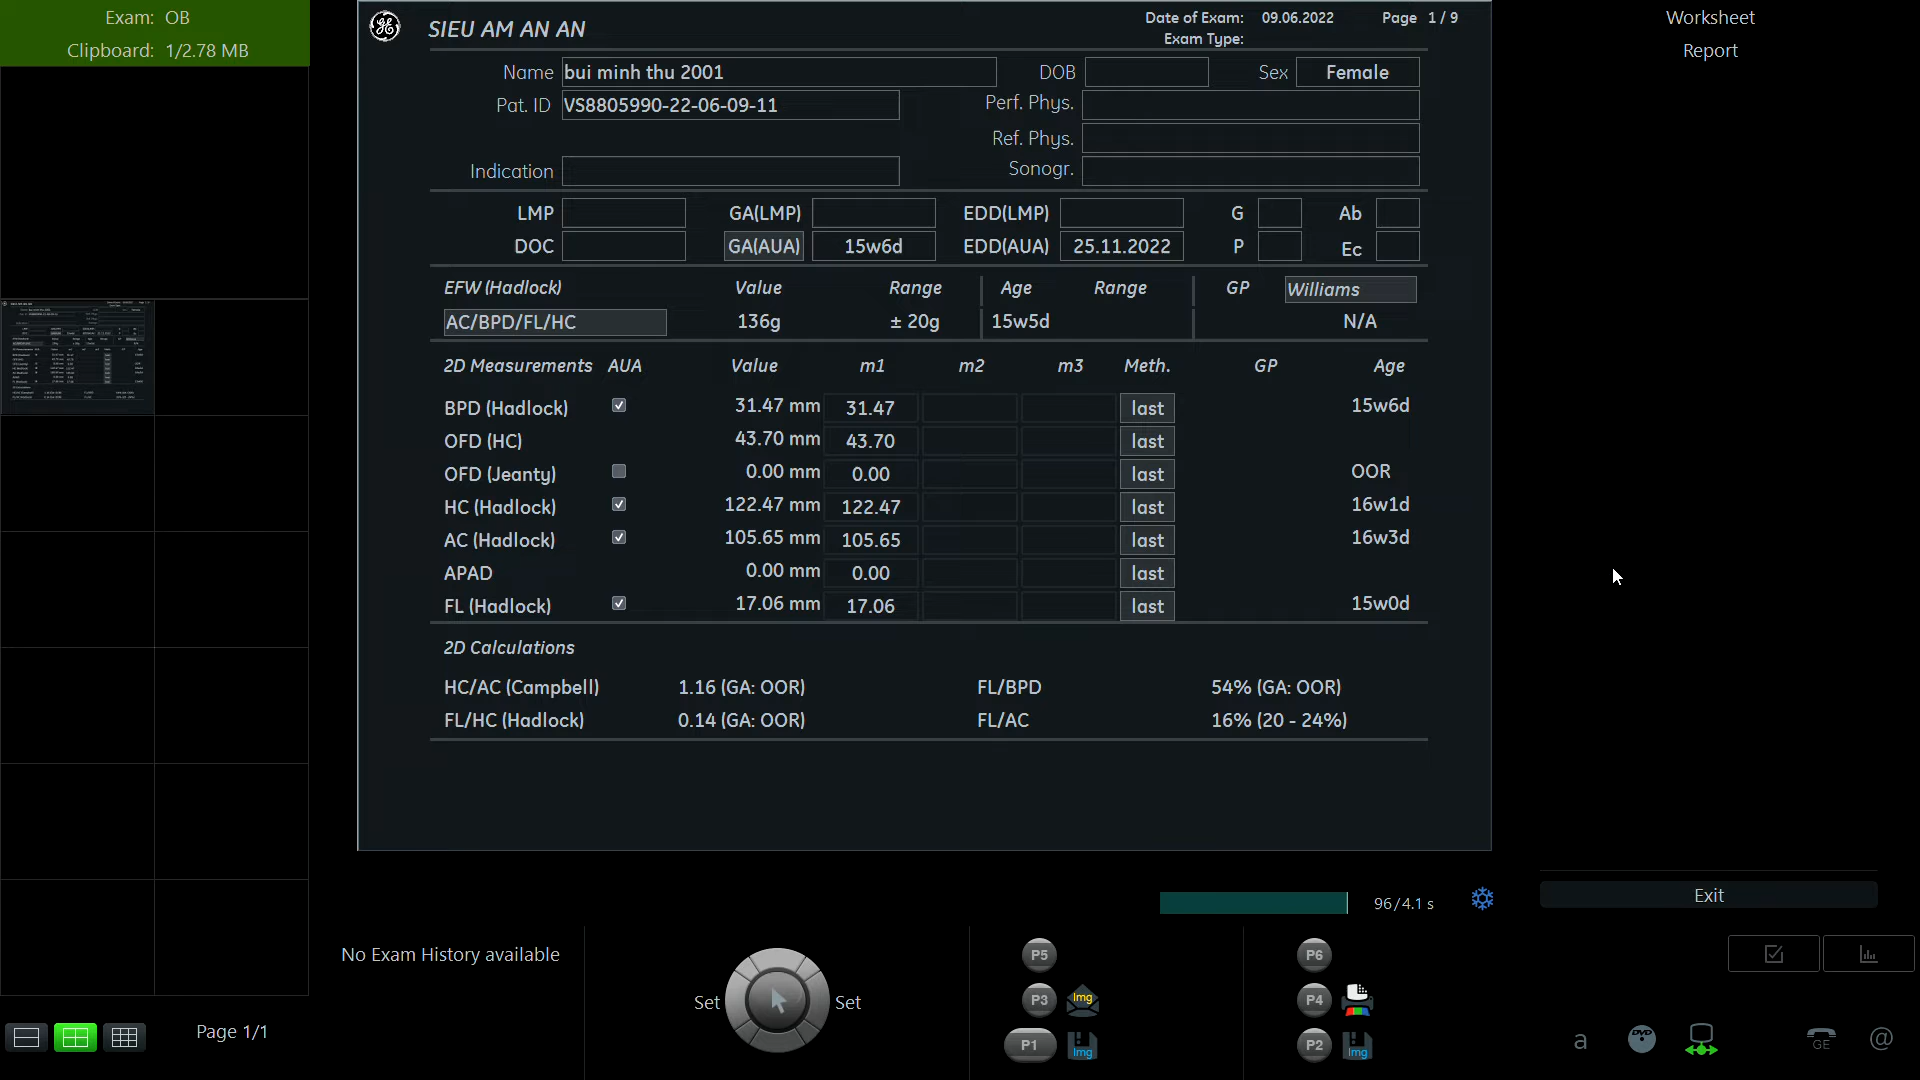 Exam: OB
Clipboard: 1/2.78 MB
SIEU AM AN AN
Date of Exam: 09.06.2022 Page 1 / 9
Exam Type:
Name bui minh thu 2001 DOB Sex Female
Pat. ID VS8805990-22-06-09-11 Perf. Phys.
Ref. Phys.
Indication Sonogr.
LMP GA(LMP) EDD(LMP) G Ab
DOC GA(AUA) 15w6d EDD(AUA) 25.11.2022 P Ec
EFW (Hadlock) Value Range Age Range GP Williams
AC/BPD/FL/HC 136g ± 20g 15w5d N/A
2D Measurements AUA Value m1 m2 m3 Meth. GP Age
BPD (Hadlock) 31.47 mm 31.47 last 15w6d
OFD (HC) 43.70 mm 43.70 last
OFD (Jeanty) 0.00 mm 0.00 last OOR
HC (Hadlock) 122.47 mm 122.47 last 16w1d
AC (Hadlock) 105.65 mm 105.65 last 16w3d
APAD 0.00 mm 0.00 last
FL (Hadlock) 17.06 mm 17.06 last 15w0d
2D Calculations
HC/AC (Campbell) 1.16 (GA: OOR) FL/BPD 54% (GA: OOR)
FL/HC (Hadlock) 0.14 (GA: OOR) FL/AC 16% (20 - 24%)
Worksheet
Report
96/4.1 s
Exit
No Exam History available
Set Set
P5 P6
P3 Img P4
P1 Img P2 Img
Page 1/1
a DVD GE @